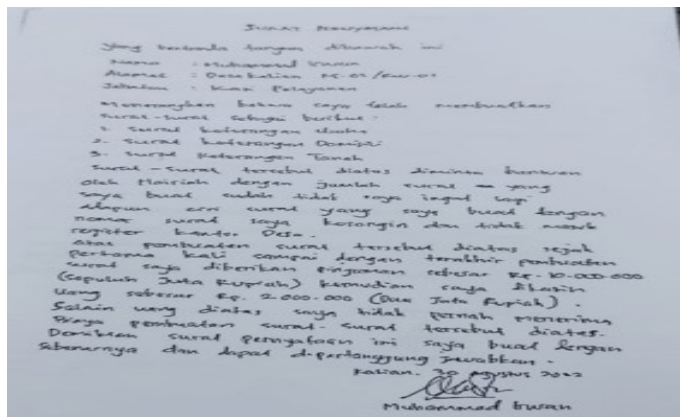 SURAT PERNYATAAN
Yang bertanda tangan dibawah ini
Nama : Muhammad Irwan
Alamat : Desa Kalian Rt.02 /Rw.02
Jabatan : Kasi Pelayanan
Menerangkan bahwa saya telah membuatkan
Surat-Surat sebagai berikut :
1. Surat keterangan Usaha
2. Surat keterangan Domisili
3. Surat Keterangan Tanah
Surat - Surat tersebut diatas diminta bantuan
oleh Mairiah dengan jumlah surat yang
saya buat sudah tidak saya ingat lagi
Adapun surat yang saya buat dengan
nomor surat saya karangin dan tidak masuk
register kantor Desa.
atas pembuatan surat tersebut diatas sejak
pertama kali sampai dengan terakhir pembuatan
surat saya diberikan pinjaman sebesar Rp. 10.000.000
(Sepuluh Juta Rupiah) kemudian saya dikasih
uang sebesar Rp. 2.000.000 (Dua Juta Rupiah).
Selain uang diatas saya tidak pernah menerima
Biaya pembuatan surat-surat tersebut diatas.
Demikian surat pernyataan ini saya buat dengan
Sebenarnya dan dapat dipertanggung jawabkan.
Kalian, 30 Agustus 2022
Muhammad Irwan